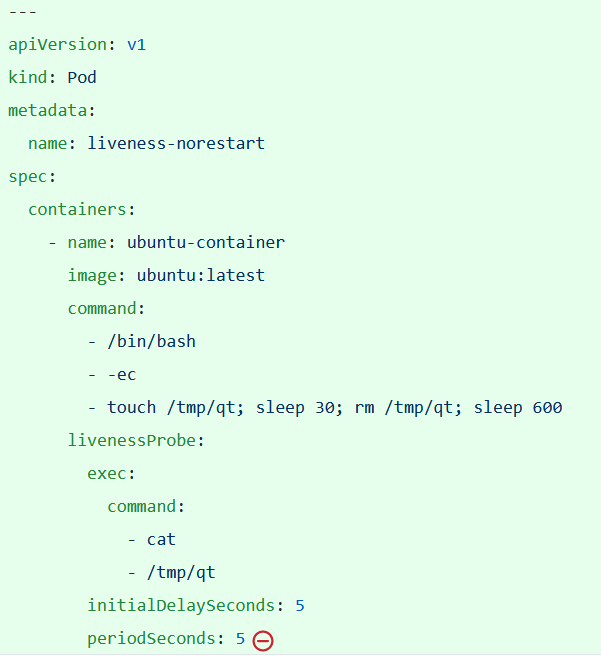 ---
apiVersion: v1
kind: Pod
metadata:
  name: liveness-norestart
spec:
  containers:
    - name: ubuntu-container
      image: ubuntu:latest
      command:
        - /bin/bash
        - -ec
        - touch /tmp/qt; sleep 30; rm /tmp/qt; sleep 600
      livenessProbe:
        exec:
          command:
            - cat
            - /tmp/qt
        initialDelaySeconds: 5
        periodSeconds: 5